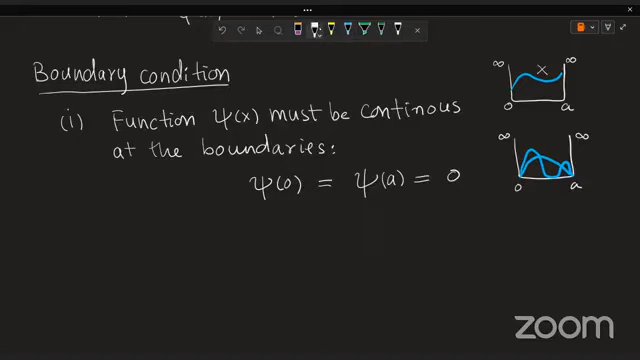 Boundary condition
(i) Function ψ(x) must be continous
at the boundaries:
ψ(0) = ψ(a) = 0
∞ ∞
x
0 a
∞ ∞
0 a
zoom